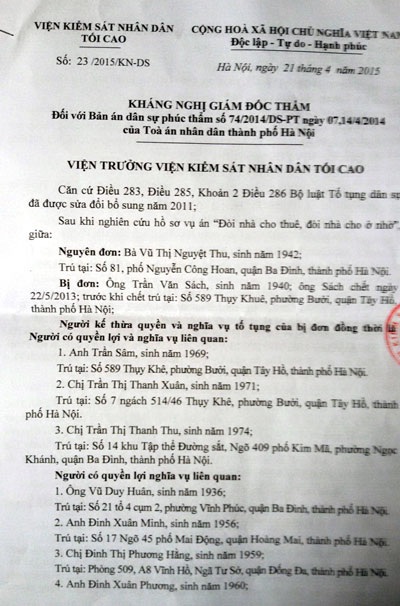 VIỆN KIỂM SÁT NHÂN DÂN
TỐI CAO
CỘNG HOÀ XÃ HỘI CHỦ NGHĨA VIỆT NAM
Độc lập - Tự do - Hạnh phúc
Số: 23 /2015/KN-DS
Hà Nội, ngày 21 tháng 4 năm 2015
KHÁNG NGHỊ GIÁM ĐỐC THẨM
Đối với Bản án dân sự phúc thẩm số 74/2014/DS-PT ngày 07,14/4/2014
của Toà án nhân dân thành phố Hà Nội
VIỆN TRƯỞNG VIỆN KIỂM SÁT NHÂN DÂN TỐI CAO
Căn cứ Điều 283, Điều 285, Khoản 2 Điều 286 Bộ luật Tố tụng dân sự
đã được sửa đổi bổ sung năm 2011;
Sau khi nghiên cứu hồ sơ vụ án “Đòi nhà cho thuê, đòi nhà cho ở nhờ”,
giữa:
Nguyên đơn: Bà Vũ Thị Nguyệt Thu, sinh năm 1942;
Trú tại: Số 81, phố Nguyễn Công Hoan, quận Ba Đình, thành phố Hà Nội.
Bị đơn: Ông Trần Văn Sách, sinh năm 1940; ông Sách chết ngày
22/5/2013; trước khi chết trú tại: Số 589 Thụy Khuê, phường Bưởi, quận Tây Hồ,
thành phố Hà Nội;
Người kế thừa quyền và nghĩa vụ tố tụng của bị đơn đồng thời là
Người có quyền lợi và nghĩa vụ liên quan:
1. Anh Trần Sâm, sinh năm 1969;
Trú tại: Số 589 Thụy Khê, phường Bưởi, quận Tây Hồ, thành phố Hà Nội.
2. Chị Trần Thị Thanh Xuân, sinh năm 1971;
Trú tại: Số 7 ngách 514/46 Thụy Khê, phường Bưởi, quận Tây Hồ, thành
phố Hà Nội.
3. Chị Trần Thị Thanh Thu, sinh năm 1974;
Trú tại: Số 14 khu Tập thể Đường sắt, Ngõ 409 phố Kim Mã, phường Ngọc
Khánh, quận Ba Đình, thành phố Hà Nội.
Người có quyền lợi nghĩa vụ liên quan:
1. Ông Vũ Duy Huân, sinh năm 1936;
Trú tại: Số 21 tổ 4 cụm 2, phường Vĩnh Phúc, quận Ba Đình, thành phố Hà Nội.
2. Anh Đinh Xuân Minh, sinh năm 1956;
Trú tại: Số 17 Ngõ 45 phố Mai Động, quận Hoàng Mai, thành phố Hà Nội.
3. Chị Đinh Thị Phương Hằng, sinh năm 1959;
Trú tại: Phòng 509, A8 Vĩnh Hồ, Ngã Tư Sở, quận Đống Đa, thành phố Hà Nội.
4. Anh Đinh Xuân Phương, sinh năm 1960;